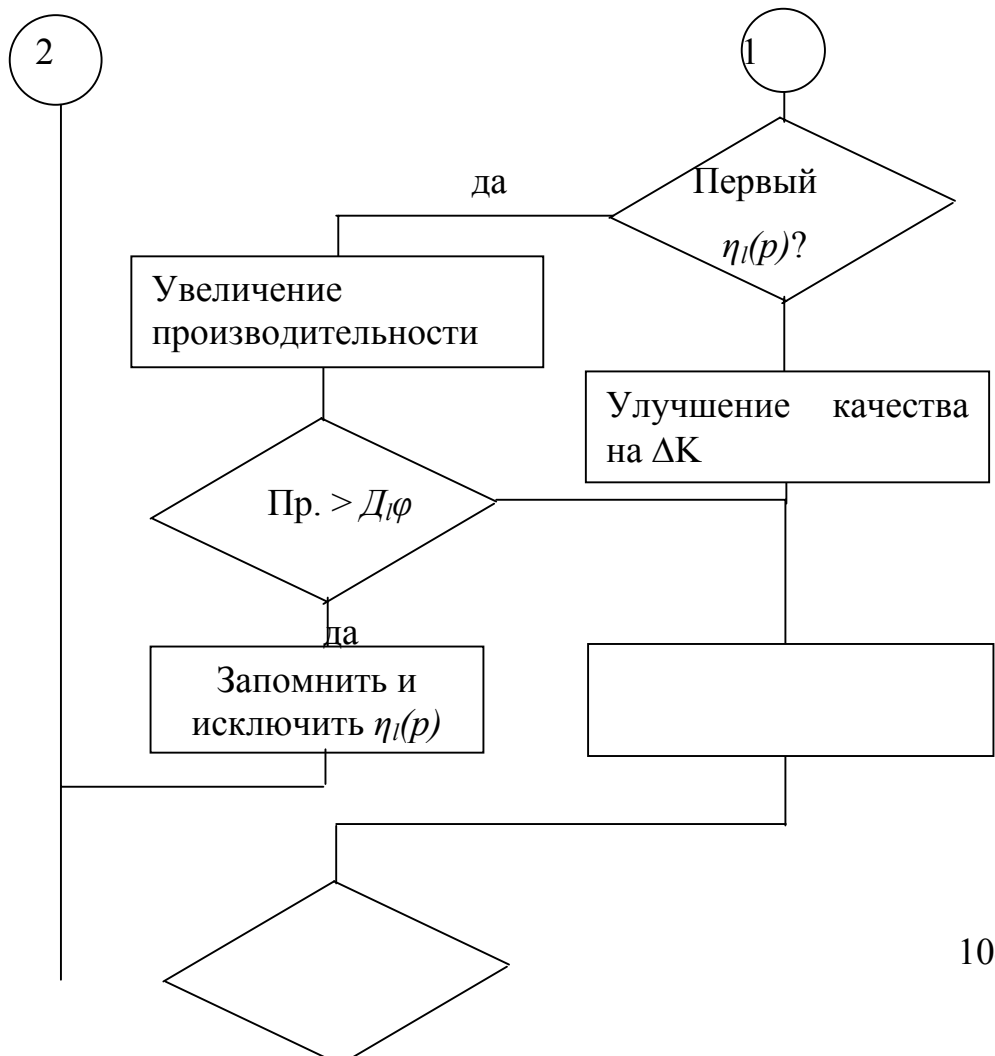 2
1
да
Первый
ηl(p)?
Увеличение
производительности
Улучшение качества
на ΔK
Пр. > Дlφ
да
Запомнить и
исключить ηl(p)
10